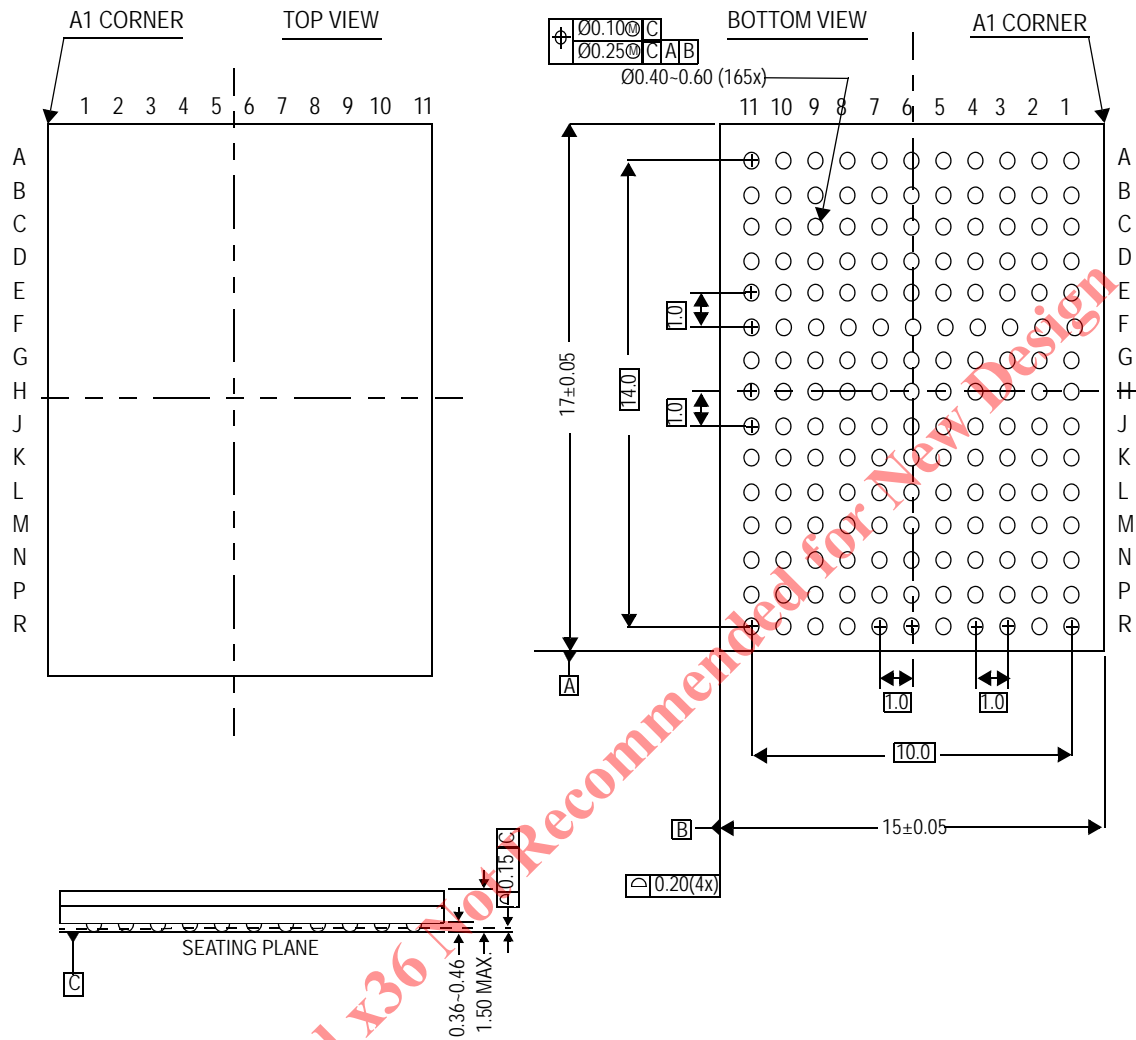 A1 CORNER
TOP VIEW
1 2 3 4 5 6 7 8 9 10 11
A
B
C
D
E
F
G
H
J
K
L
M
N
P
R
BOTTOM VIEW
A1 CORNER
Ø0.10Ⓜ C
Ø0.25Ⓜ C A B
Ø0.40~0.60 (165x)
11 10 9 8 7 6 5 4 3 2 1
A
B
C
D
E
F
G
H
J
K
L
M
N
P
R
1.0
1.0
17±0.05
14.0
A
1.0
1.0
10.0
B
15±0.05
0.20(4x)
0.15 C
SEATING PLANE
C
0.36~0.46
1.50 MAX.
x36 Not Recommended for New Design